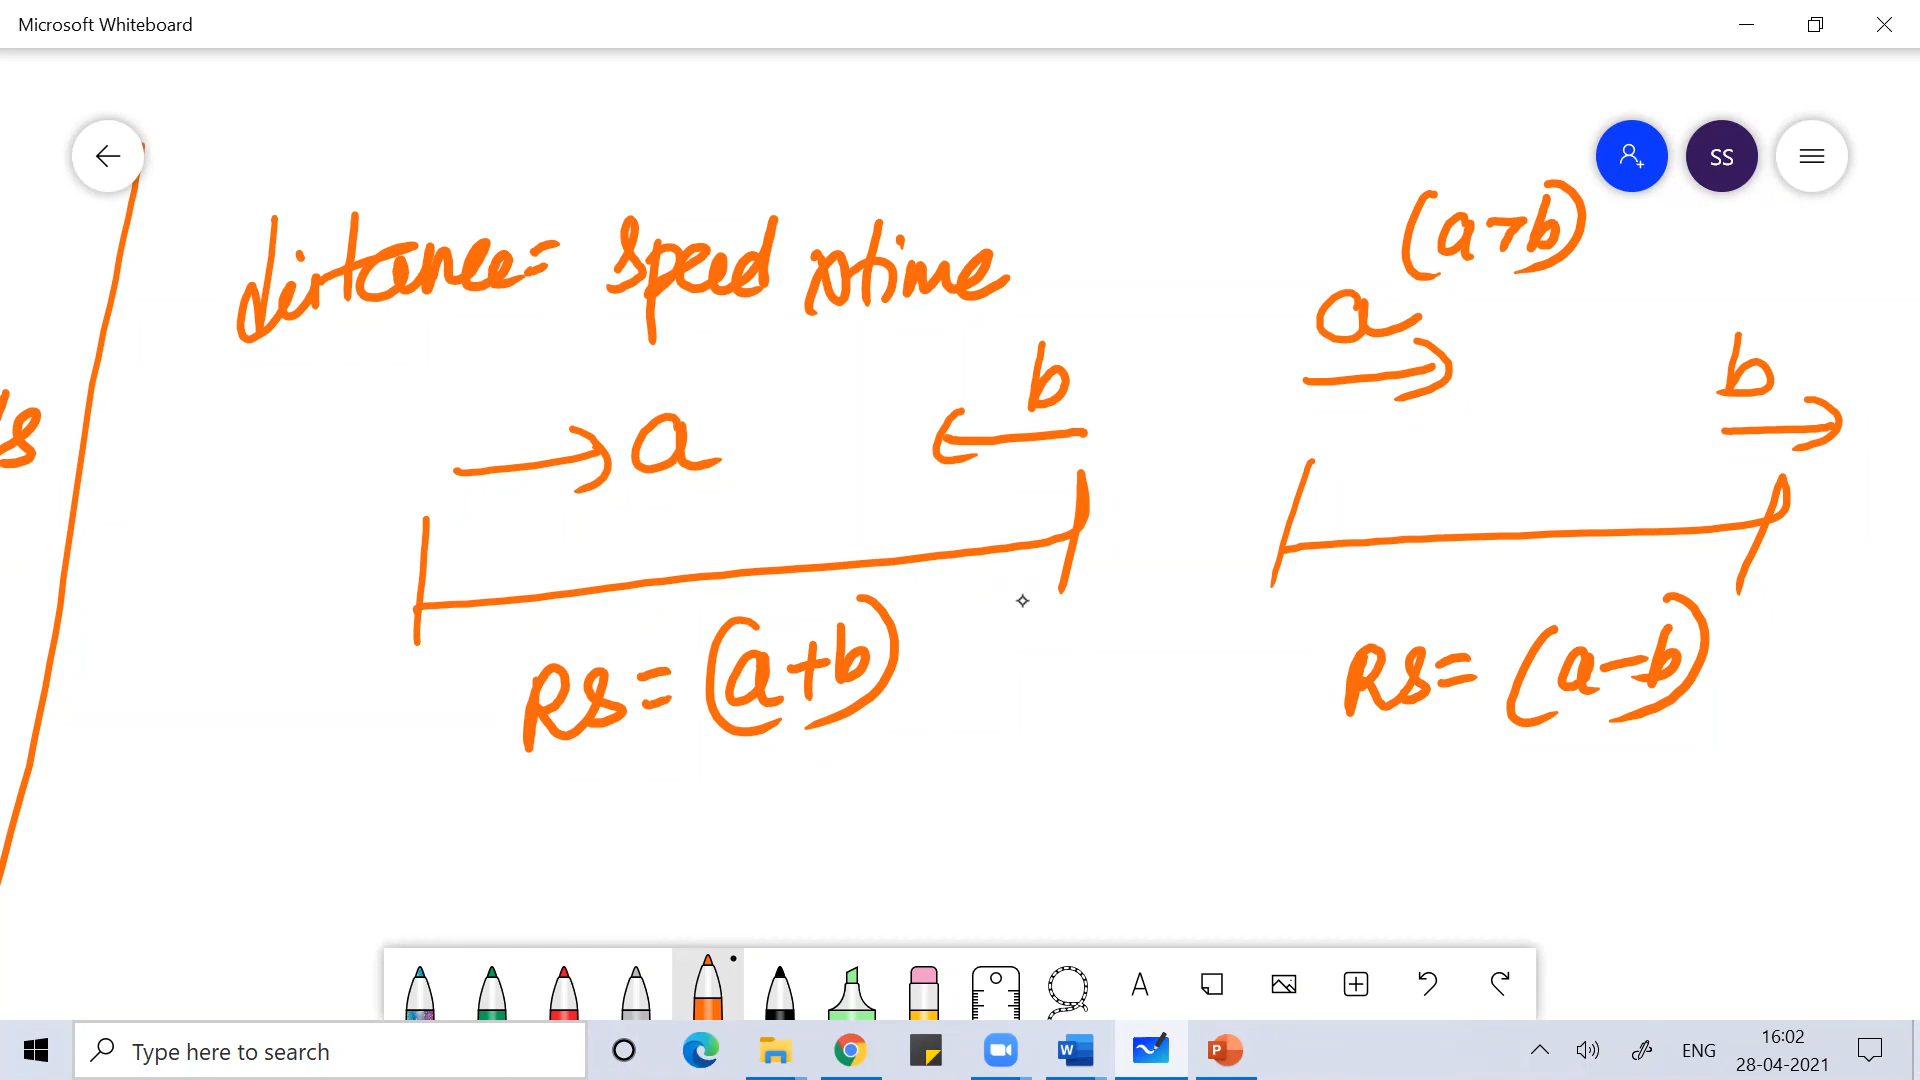 Microsoft Whiteboard
SS
distance = speed × time
(a>b)
a
b
b
a
s
RS = (a+b)
RS = (a-b)
A
Type here to search
W
P
ENG
16:02
28-04-2021